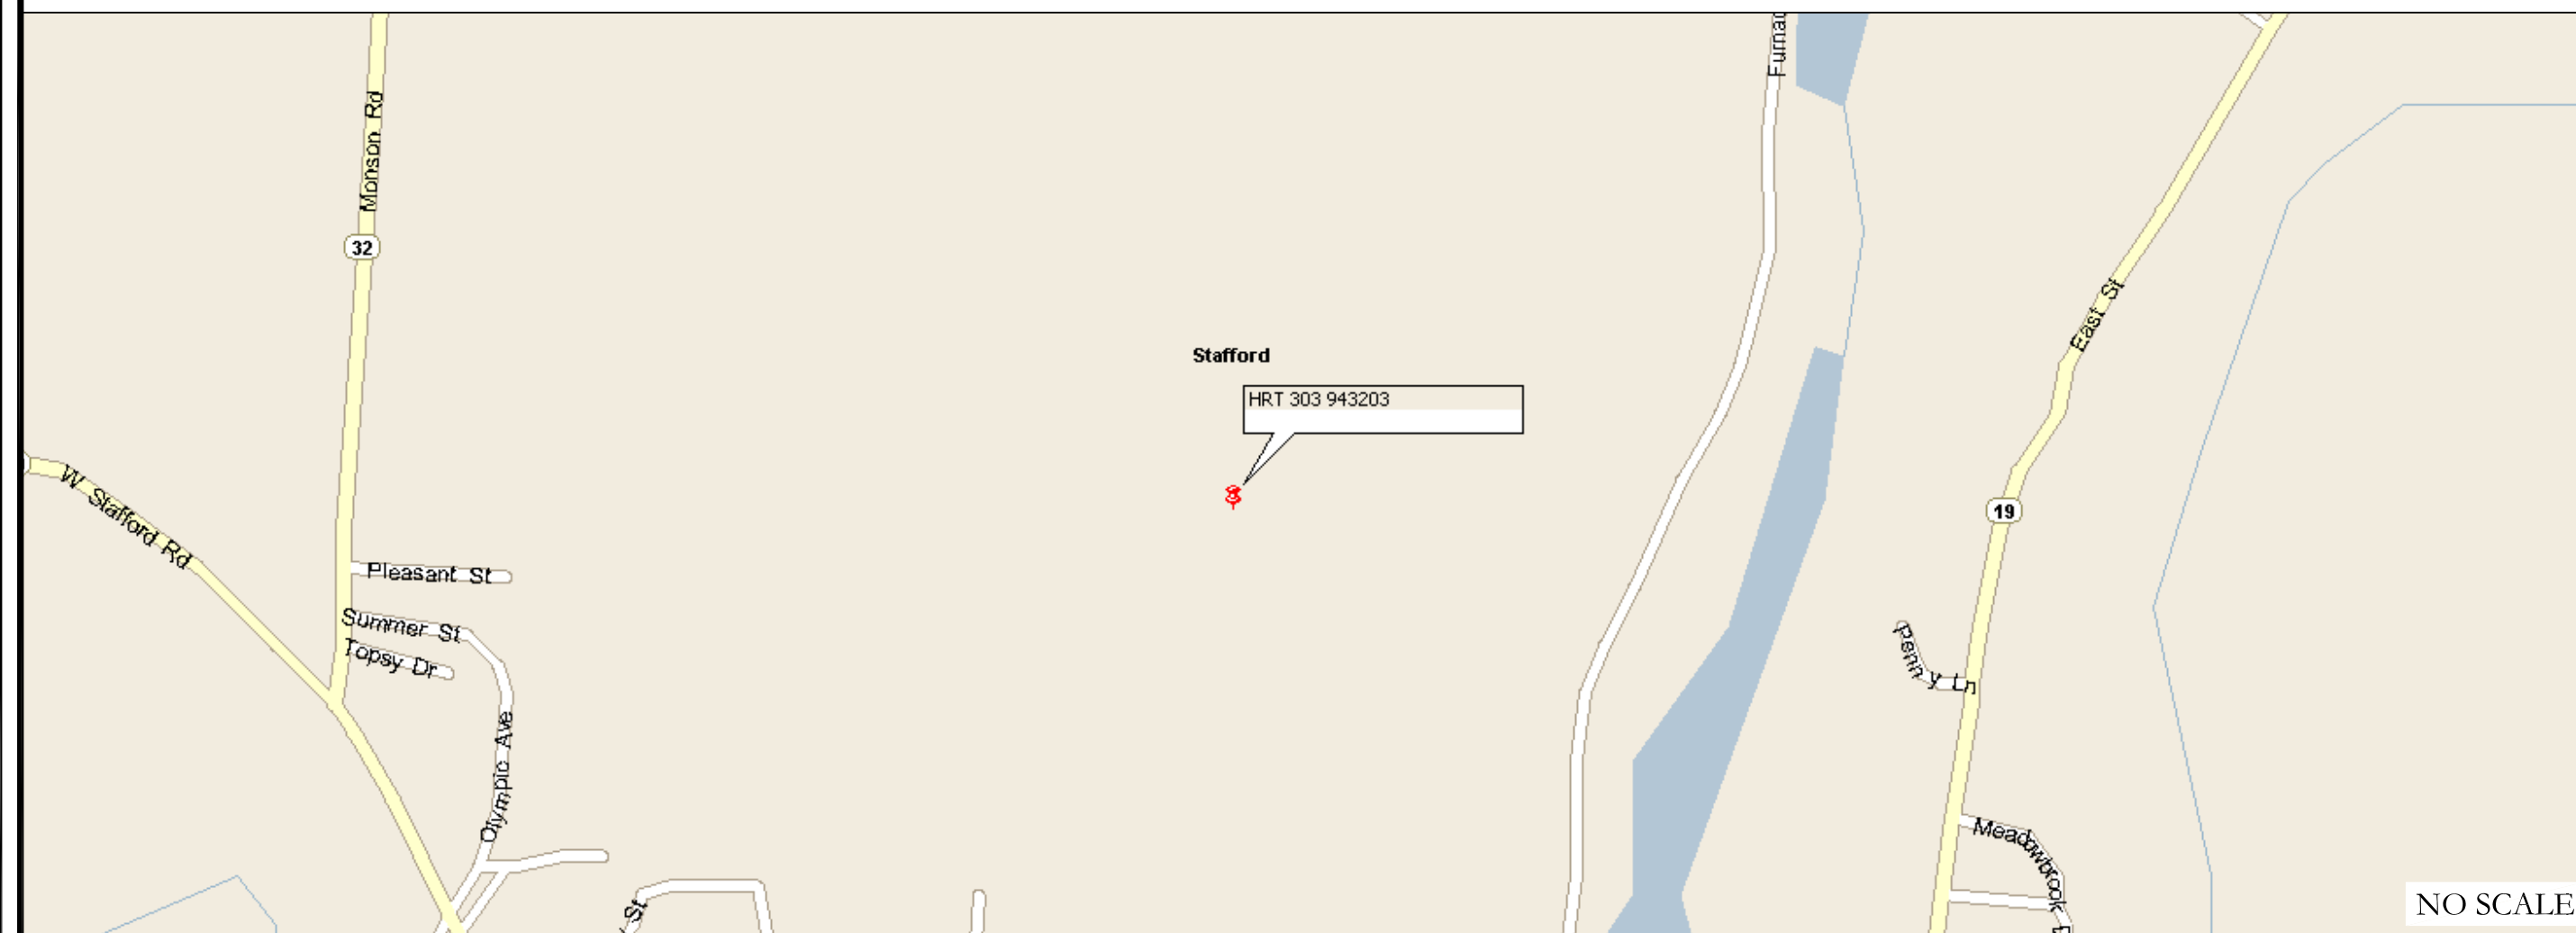 Furnac
Monson Rd
32
East St
Stafford
HRT 303 943203
W Stafford Rd
19
Pleasant St
Summer St
Topsy Dr
Penny Ln
Olympic Ave
Meadowbrook
St
NO SCALE